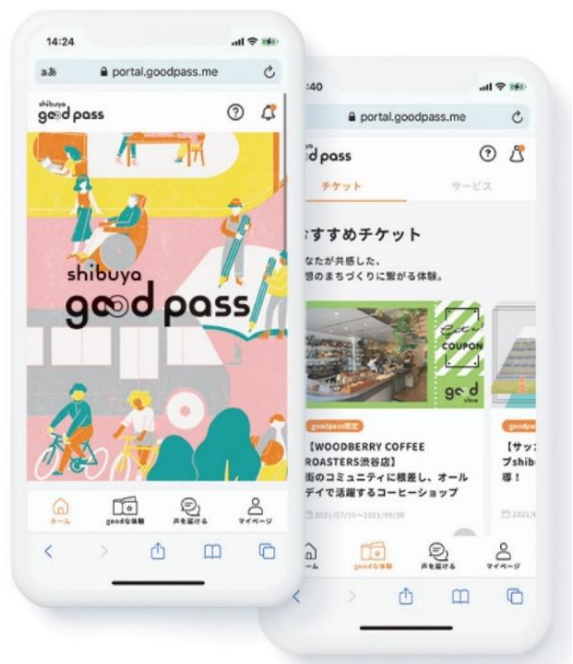 14:24
ああ
portal.goodpass.me
shibuya
good pass
shibuya
good pass
ホーム
goodな体験
声を届ける
マイページ
:40
portal.goodpass.me
d pass
チケット
サービス
すすめチケット
なたが共感した、
想のまちづくりに繋がる体験。
COUPON
good
goodpass限定
【WOODBERRY COFFEE
ROASTERS渋谷店】
街のコミュニティに根差し、オール
デイで活躍するコーヒーショップ
2021/07/16~2021/09/30
goodpa
【サッ
プshib
導！
2021/
ーム
goodな体験
声を届ける
マイページ